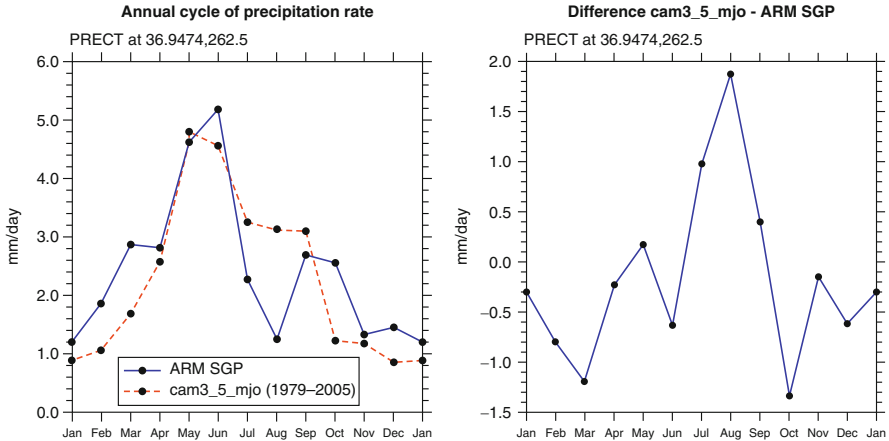 Annual cycle of precipitation rate
PRECT at 36.9474,262.5
mm/day
6.0
5.0
4.0
3.0
2.0
1.0
0.0
ARM SGP
cam3_5_mjo (1979–2005)
Jan Feb Mar Apr May Jun Jul Aug Sep Oct Nov Dec Jan
Difference cam3_5_mjo - ARM SGP
PRECT at 36.9474,262.5
mm/day
2.0
1.5
1.0
0.5
0.0
−0.5
−1.0
−1.5
Jan Feb Mar Apr May Jun Jul Aug Sep Oct Nov Dec Jan